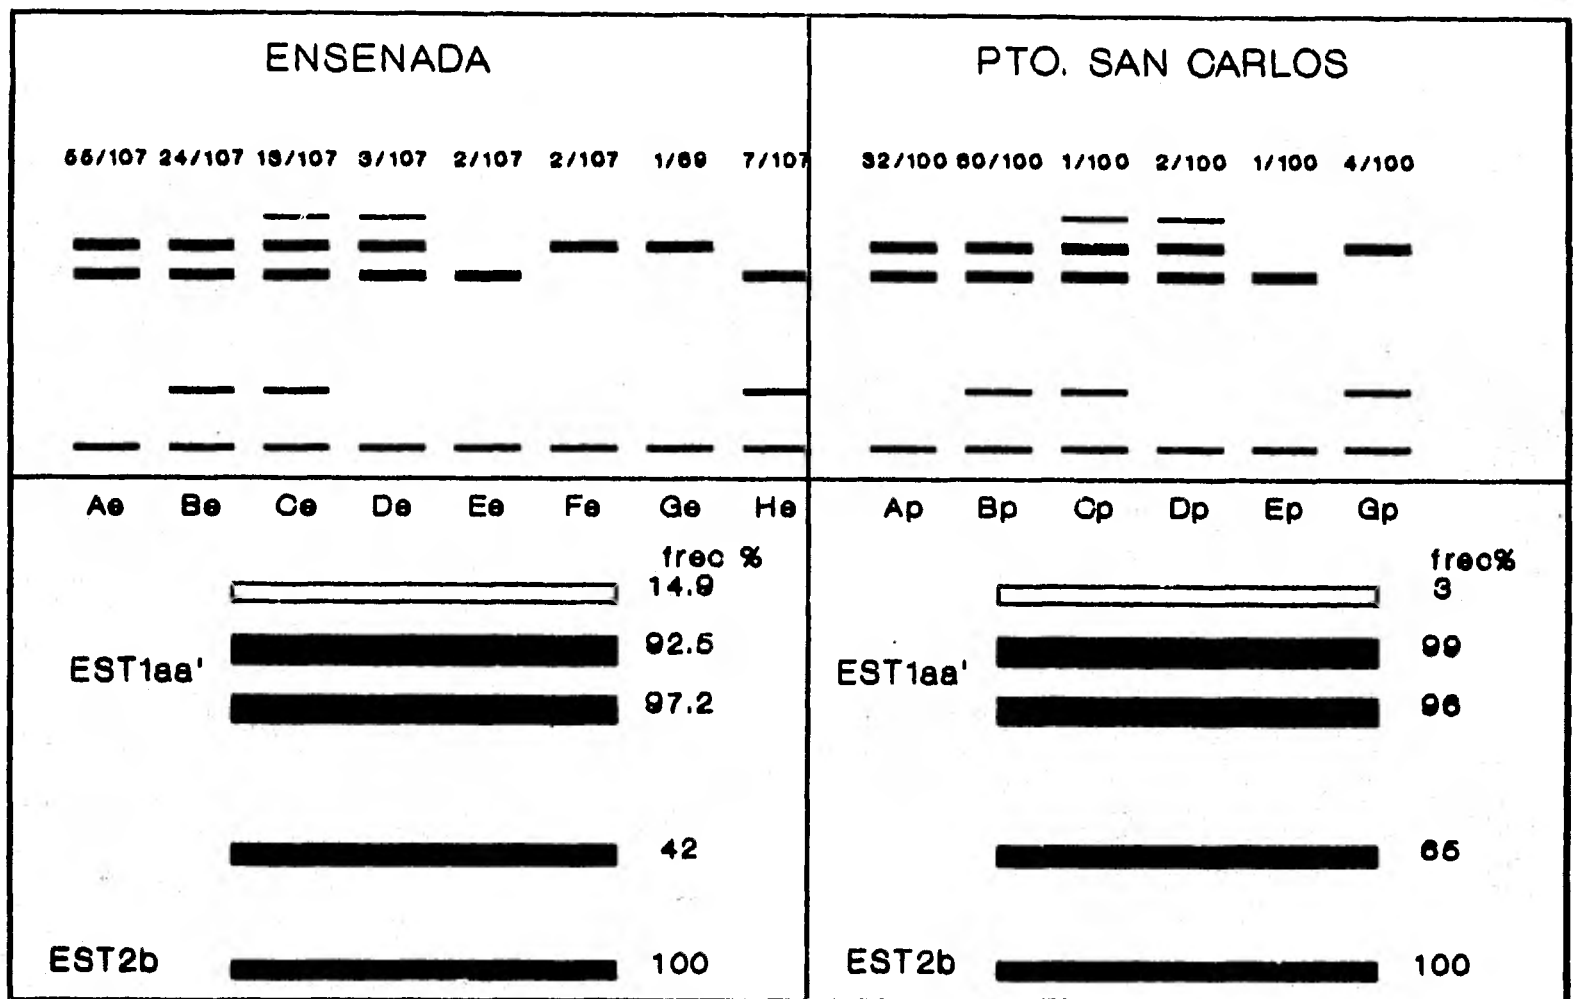 ENSENADA
55/107 24/107 13/107 3/107 2/107 2/107 1/69 7/107
Ae Be Ce De Ee Fe Ge He
frec %
14.9
92.5
EST1aa'
97.2
42
EST2b
100
PTO. SAN CARLOS
32/100 60/100 1/100 2/100 1/100 4/100
Ap Bp Cp Dp Ep Gp
frec%
3
99
EST1aa'
96
65
EST2b
100